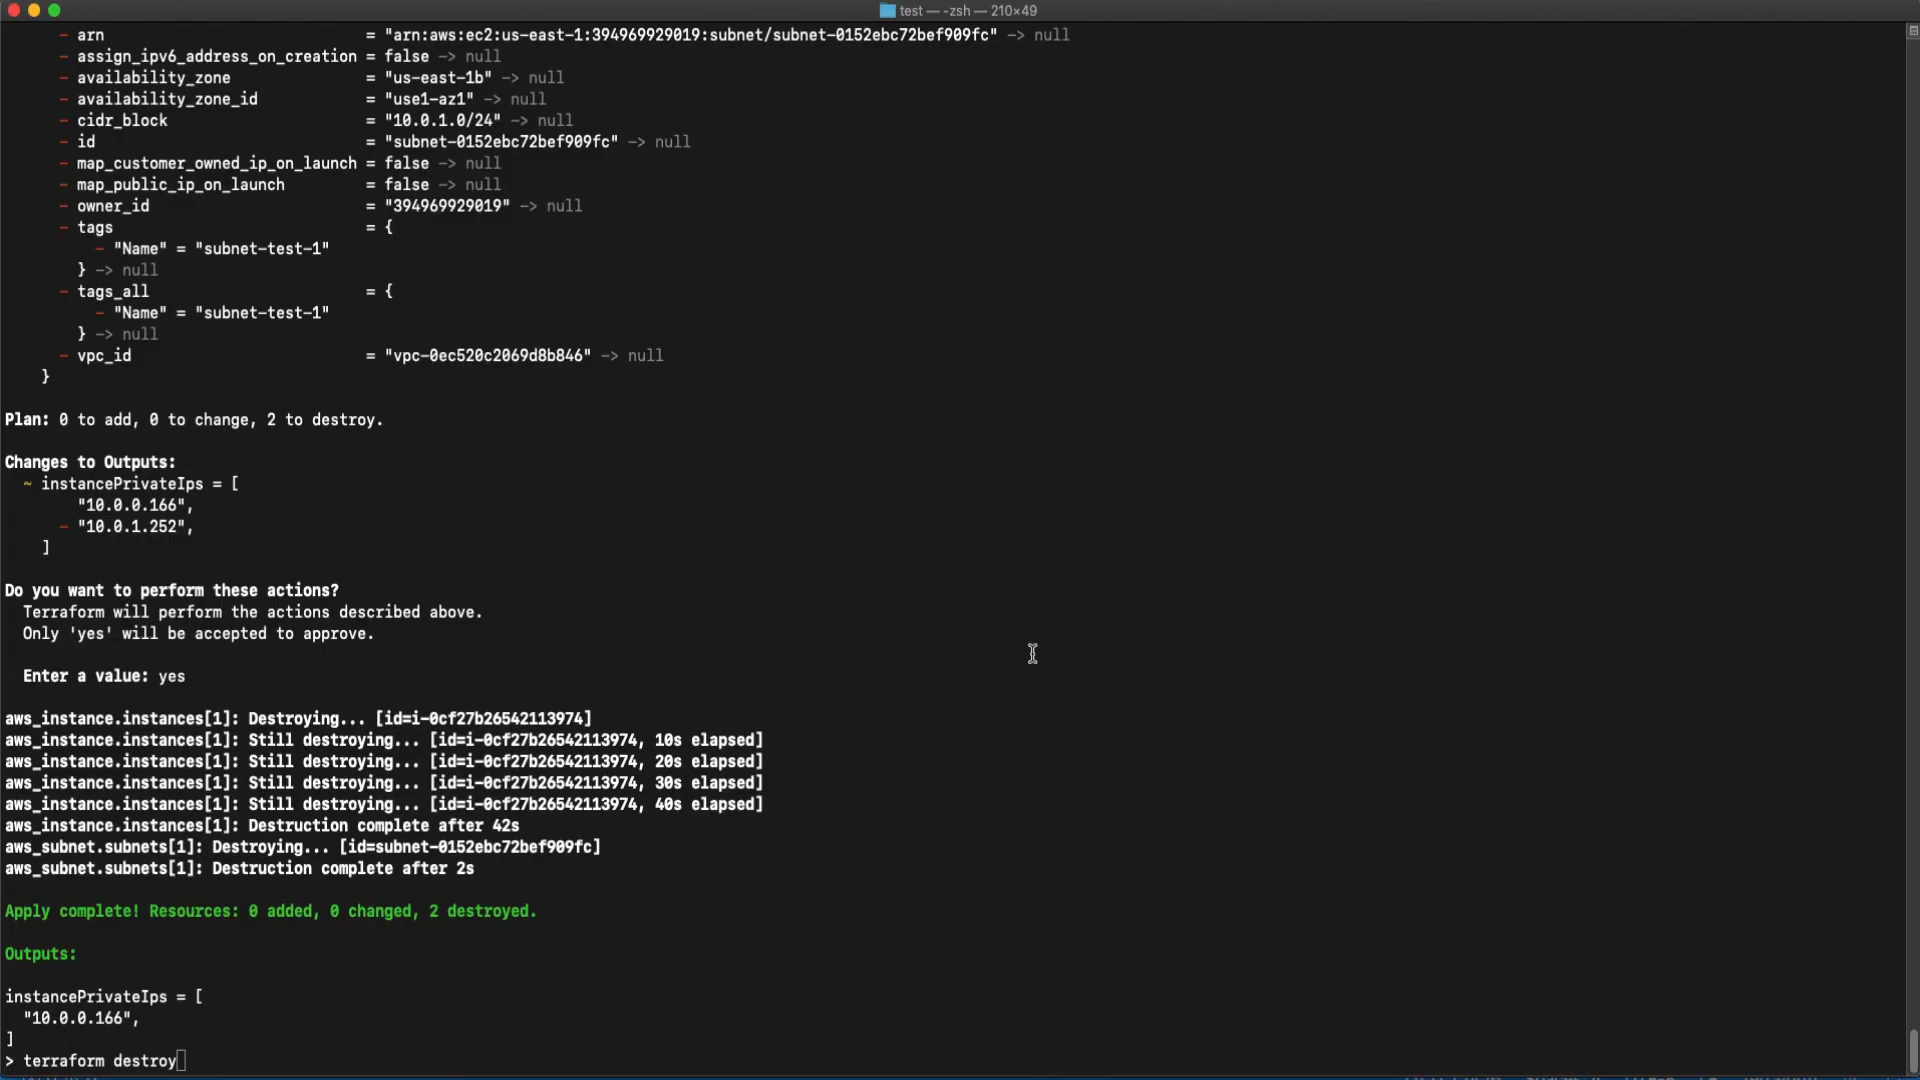 test — -zsh — 210×49
- arn = "arn:aws:ec2:us-east-1:394969929019:subnet/subnet-0152ebc72bef909fc" -> null
- assign_ipv6_address_on_creation = false -> null
- availability_zone = "us-east-1b" -> null
- availability_zone_id = "use1-az1" -> null
- cidr_block = "10.0.1.0/24" -> null
- id = "subnet-0152ebc72bef909fc" -> null
- map_customer_owned_ip_on_launch = false -> null
- map_public_ip_on_launch = false -> null
- owner_id = "394969929019" -> null
- tags = {
- "Name" = "subnet-test-1"
} -> null
- tags_all = {
- "Name" = "subnet-test-1"
} -> null
- vpc_id = "vpc-0ec520c2069d8b846" -> null
}
Plan: 0 to add, 0 to change, 2 to destroy.
Changes to Outputs:
~ instancePrivateIps = [
"10.0.0.166",
- "10.0.1.252",
]
Do you want to perform these actions?
Terraform will perform the actions described above.
Only 'yes' will be accepted to approve.
Enter a value: yes
aws_instance.instances[1]: Destroying... [id=i-0cf27b26542113974]
aws_instance.instances[1]: Still destroying... [id=i-0cf27b26542113974, 10s elapsed]
aws_instance.instances[1]: Still destroying... [id=i-0cf27b26542113974, 20s elapsed]
aws_instance.instances[1]: Still destroying... [id=i-0cf27b26542113974, 30s elapsed]
aws_instance.instances[1]: Still destroying... [id=i-0cf27b26542113974, 40s elapsed]
aws_instance.instances[1]: Destruction complete after 42s
aws_subnet.subnets[1]: Destroying... [id=subnet-0152ebc72bef909fc]
aws_subnet.subnets[1]: Destruction complete after 2s
Apply complete! Resources: 0 added, 0 changed, 2 destroyed.
Outputs:
instancePrivateIps = [
"10.0.0.166",
]
> terraform destroy